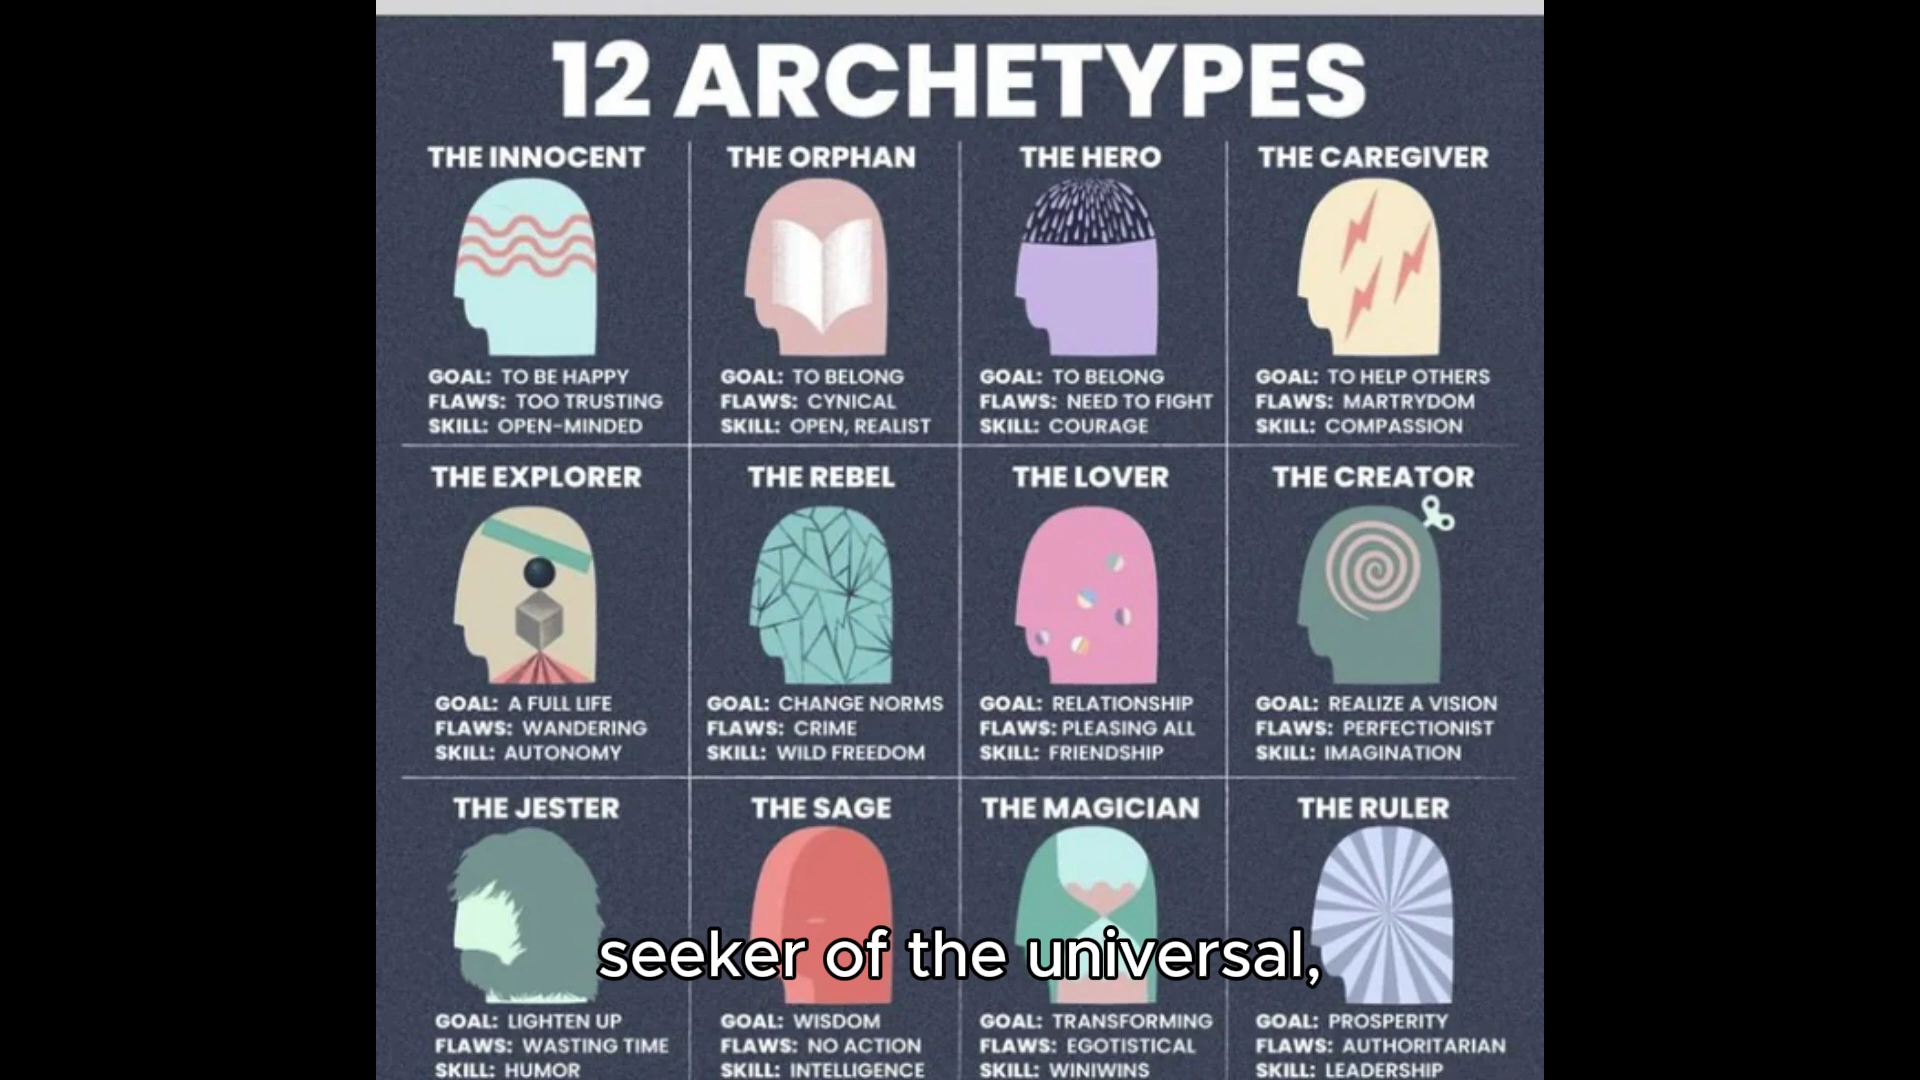 12 ARCHETYPES
THE INNOCENT
GOAL: TO BE HAPPY
FLAWS: TOO TRUSTING
SKILL: OPEN-MINDED
THE ORPHAN
GOAL: TO BELONG
FLAWS: CYNICAL
SKILL: OPEN, REALIST
THE HERO
GOAL: TO BELONG
FLAWS: NEED TO FIGHT
SKILL: COURAGE
THE CAREGIVER
GOAL: TO HELP OTHERS
FLAWS: MARTRYDOM
SKILL: COMPASSION
THE EXPLORER
GOAL: A FULL LIFE
FLAWS: WANDERING
SKILL: AUTONOMY
THE REBEL
GOAL: CHANGE NORMS
FLAWS: CRIME
SKILL: WILD FREEDOM
THE LOVER
GOAL: RELATIONSHIP
FLAWS: PLEASING ALL
SKILL: FRIENDSHIP
THE CREATOR
GOAL: REALIZE A VISION
FLAWS: PERFECTIONIST
SKILL: IMAGINATION
THE JESTER
GOAL: LIGHTEN UP
FLAWS: WASTING TIME
SKILL: HUMOR
THE SAGE
GOAL: WISDOM
FLAWS: NO ACTION
SKILL: INTELLIGENCE
THE MAGICIAN
GOAL: TRANSFORMING
FLAWS: EGOTISTICAL
SKILL: WINIWINS
THE RULER
GOAL: PROSPERITY
FLAWS: AUTHORITARIAN
SKILL: LEADERSHIP
seeker of the universal,